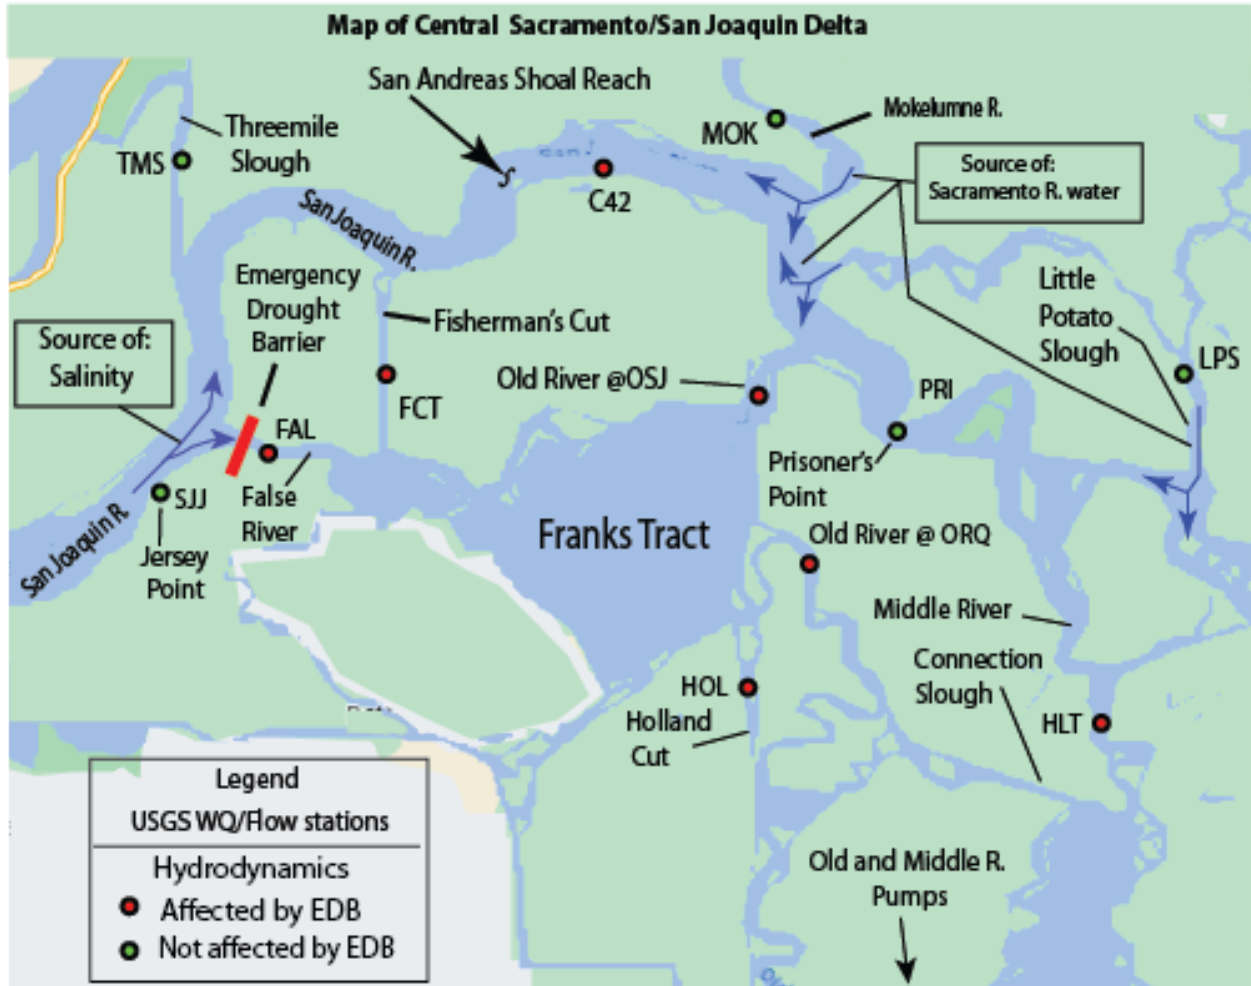 Map of Central Sacramento/San Joaquin Delta
San Andreas Shoal Reach
Mokelumne R.
MOK
Threemile
Slough
TMS
Source of:
Sacramento R. water
C42
San Joaquin R.
Emergency
Drought
Barrier
Little
Potato
Slough
Fisherman's Cut
Source of:
Salinity
LPS
Old River @OSJ
PRI
FCT
FAL
Prisoner's
Point
SJJ
False
River
Franks Tract
Old River @ ORQ
San Joaquin R.
Jersey
Point
Middle River
Connection
Slough
HOL
Holland
Cut
HLT
Legend
USGS WQ/Flow stations
Hydrodynamics
Affected by EDB
Not affected by EDB
Old and Middle R.
Pumps